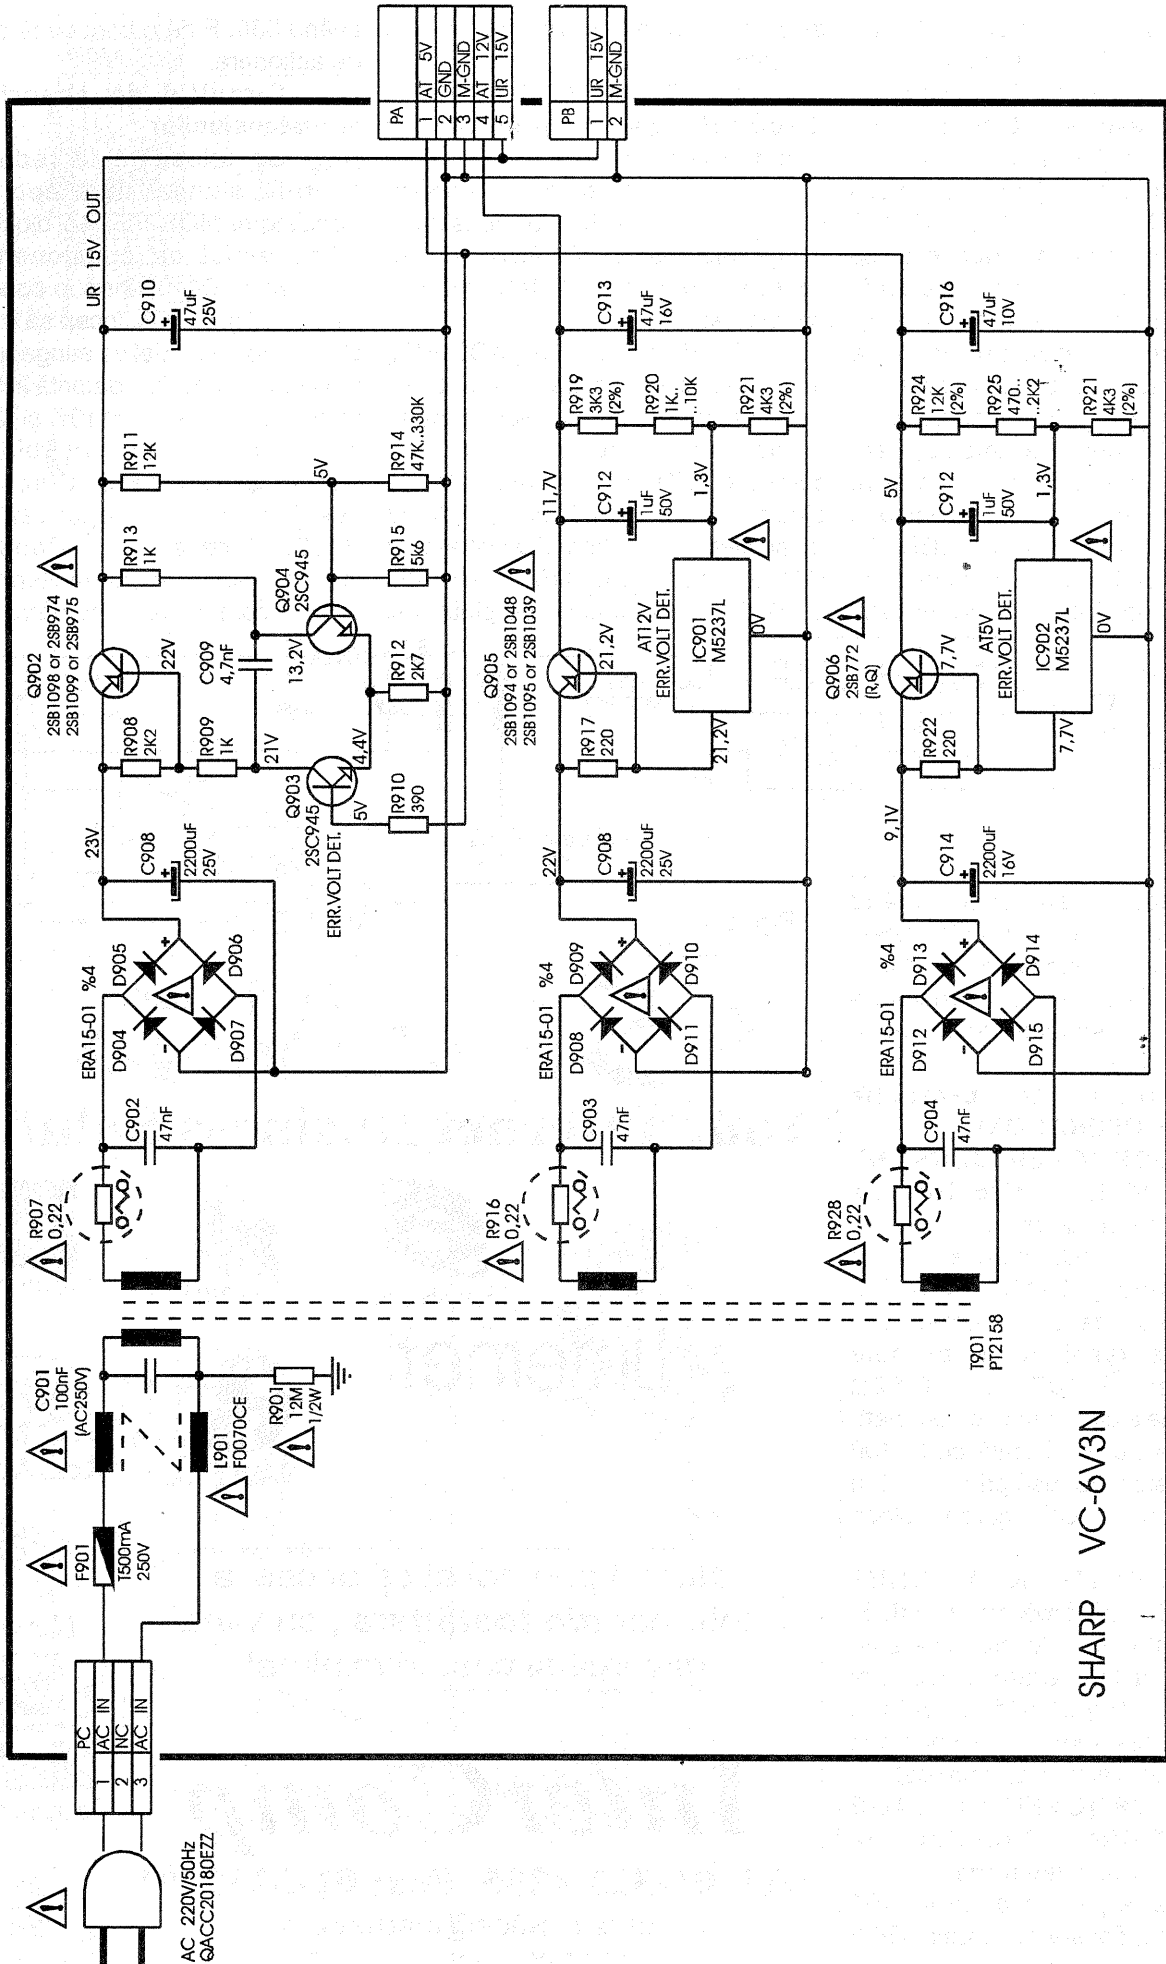 AC 220V/50Hz
QACC20180EZZ
PC
1 AC IN
2 NC
3 AC IN
F901
T500mA
250V
C901
100nF
(AC250V)
L901
F0070CE
R901
12M
1/2W
T901
PT2158
SHARP VC-6V3N
R907
0,22
C902
47nF
ERA15-01 %4
D904
D905
D906
D907
+
-
23V
C908
2200uF
25V
+
R908
2K2
R909
1K
21V
Q902
2SB1098 or 2SB974
2SB1099 or 2SB975
22V
C909
4,7nF
Q903
2SC945
ERR.VOLT DET.
5V
4,4V
R910
390
13,2V
Q904
2SC945
R912
2K7
R913
1K
R911
12K
5V
R915
5k6
R914
47K..330K
C910
47uF
25V
+
UR 15V OUT
PA
1 AT 5V
2 GND
3 M-GND
4 AT 12V
5 UR 15V
PB
1 UR 15V
2 M-GND
R916
0,22
C903
47nF
ERA15-01 %4
D908
D909
D910
D911
+
-
22V
C908
2200uF
25V
+
R917
220
Q905
2SB1094 or 2SB1048
2SB1095 or 2SB1039
21,2V
21,2V
AT12V
ERR.VOLT DET.
IC901
M5237L
0V
11,7V
C912
1uF
50V
+
1,3V
R919
3K3
(2%)
R920
1K..
..10K
R921
4K3
(2%)
C913
47uF
16V
+
R928
0,22
C904
47nF
ERA15-01 %4
D912
D913
D914
D915
+
-
9,1V
C914
2200uF
16V
+
R922
220
Q906
2SB772
(R,Q)
7,7V
7,7V
AT5V
ERR.VOLT DET.
IC902
M5237L
0V
5V
C912
1uF
50V
+
1,3V
R924
12K
(2%)
R925
470..
..2K2
R921
4K3
(2%)
C916
47uF
10V
+